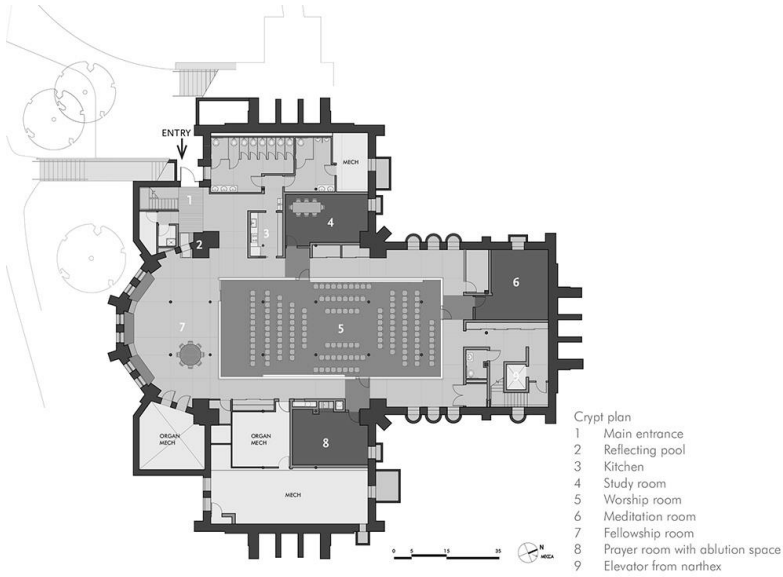 ENTRY
MECH
1
4
2
3
6
5
7
9
ORGAN
MECH
ORGAN
MECH
8
MECH
0 5 15 35
N
MECCA
Crypt plan
1 Main entrance
2 Reflecting pool
3 Kitchen
4 Study room
5 Worship room
6 Meditation room
7 Fellowship room
8 Prayer room with ablution space
9 Elevator from narthex